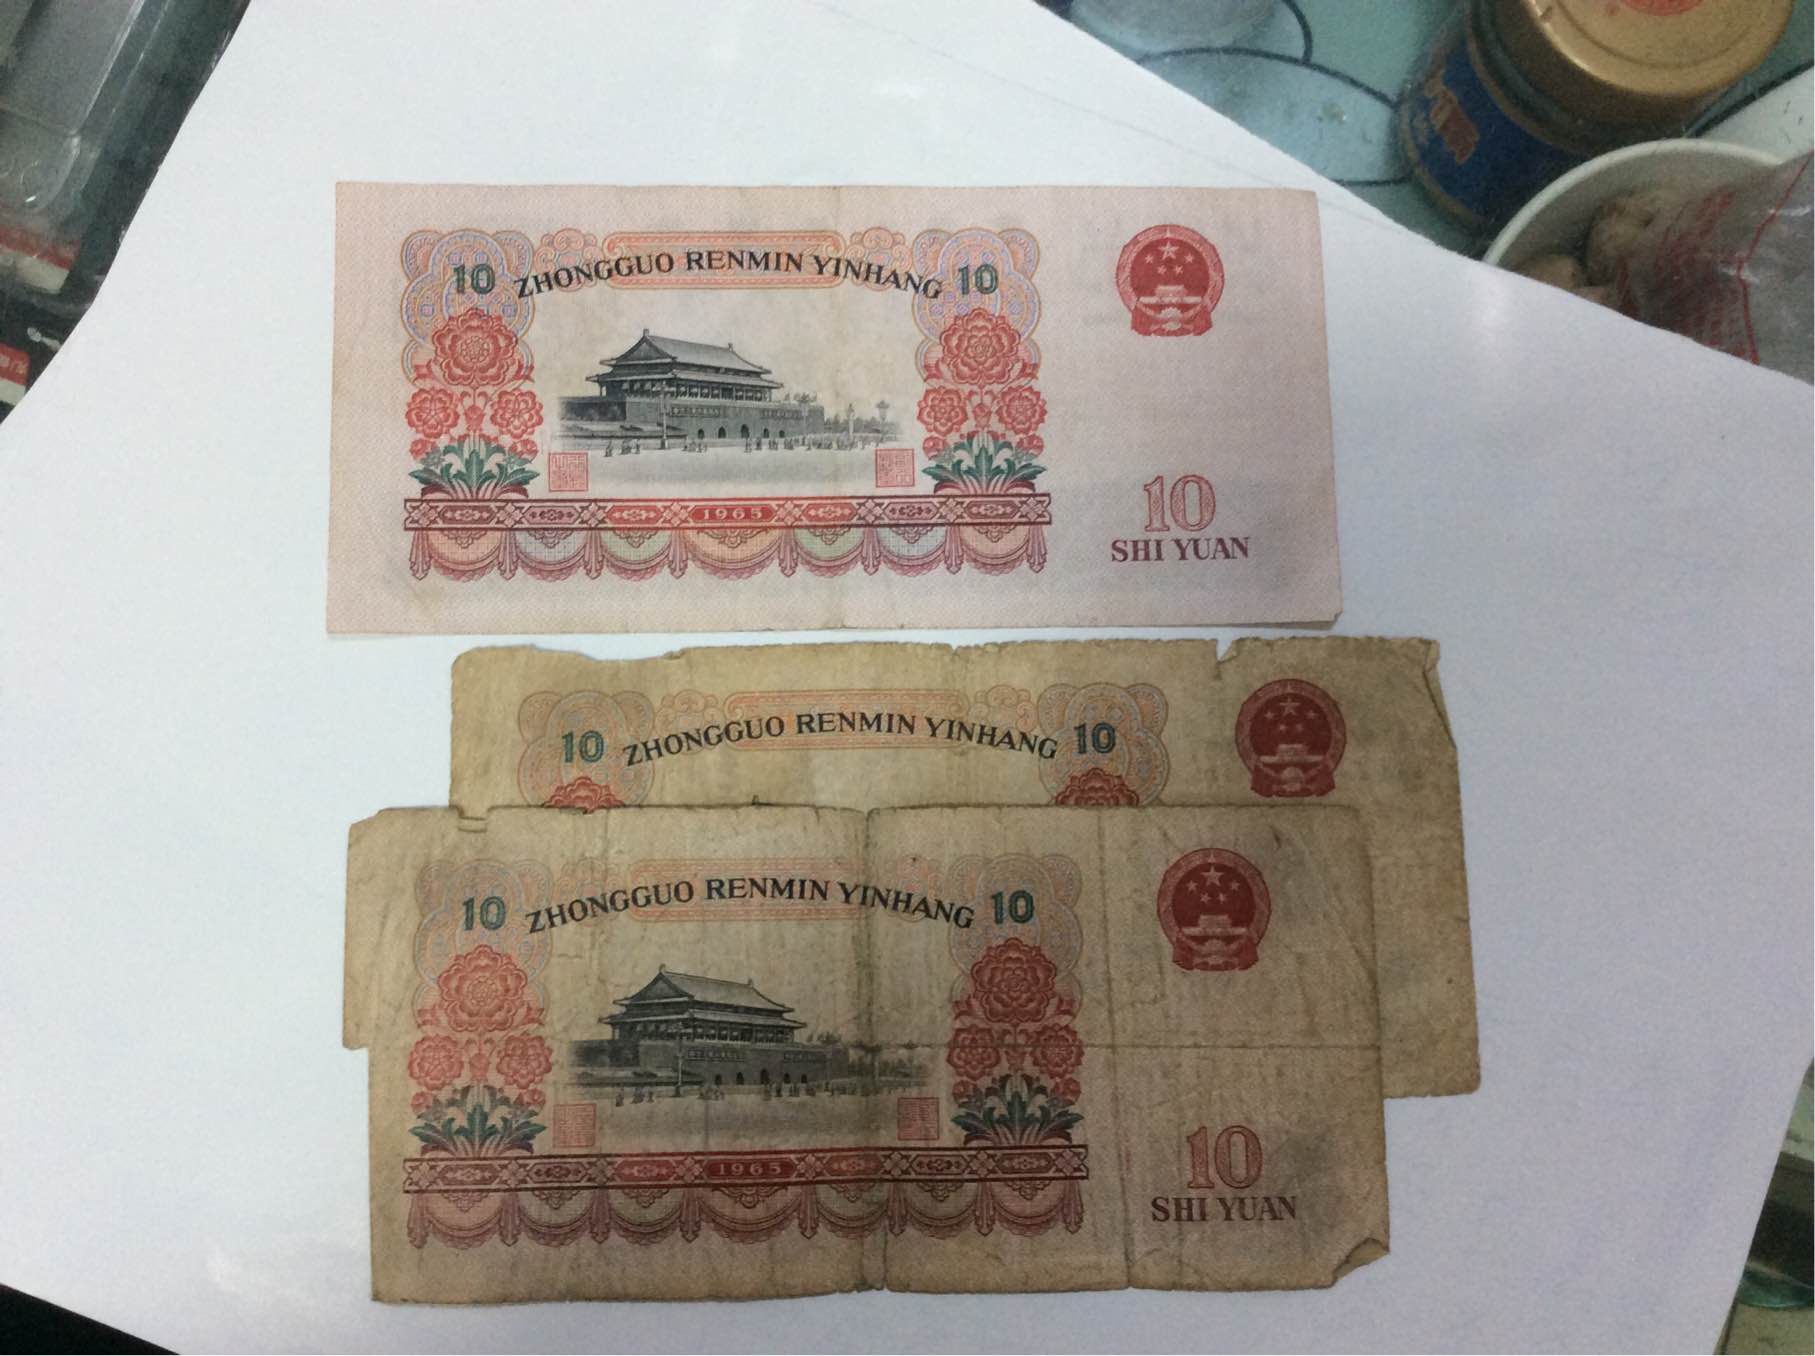 10 ZHONGGUO RENMIN YINHANG 10
1965
10
SHI YUAN
10 ZHONGGUO RENMIN YINHANG 10
10 ZHONGGUO RENMIN YINHANG 10
1965
10
SHI YUAN